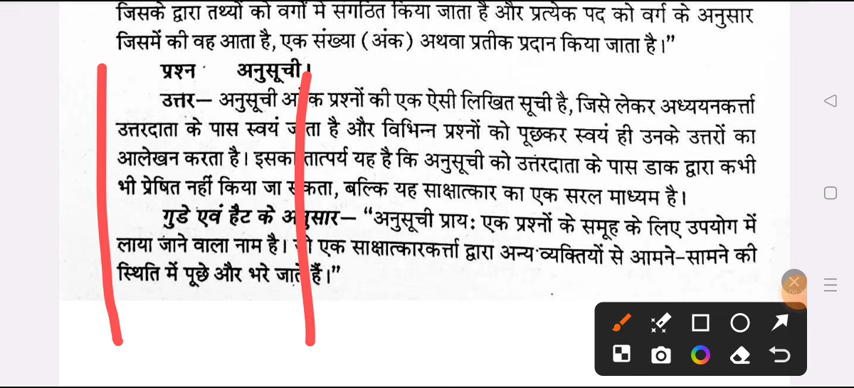 जिसके द्वारा तथ्यों को वर्गों में संगठित किया जाता है और प्रत्येक पद को वर्ग के अनुसार
जिसमें की वह आता है, एक संख्या (अंक) अथवा प्रतीक प्रदान किया जाता है।”
प्रश्न अनुसूची।
उत्तर— अनुसूची अनेक प्रश्नों की एक ऐसी लिखित सूची है, जिसे लेकर अध्ययनकर्त्ता
उत्तरदाता के पास स्वयं जाता है और विभिन्न प्रश्नों को पूछकर स्वयं ही उनके उत्तरों का
आलेखन करता है। इसका तात्पर्य यह है कि अनुसूची को उत्तरदाता के पास डाक द्वारा कभी
भी प्रेषित नहीं किया जा सकता, बल्कि यह साक्षात्कार का एक सरल माध्यम है।
गुडे एवं हैट के अनुसार— “अनुसूची प्रायः एक प्रश्नों के समूह के लिए उपयोग में
लाया जाने वाला नाम है। जो एक साक्षात्कारकर्त्ता द्वारा अन्य व्यक्तियों से आमने-सामने की
स्थिति में पूछे और भरे जाते हैं।”